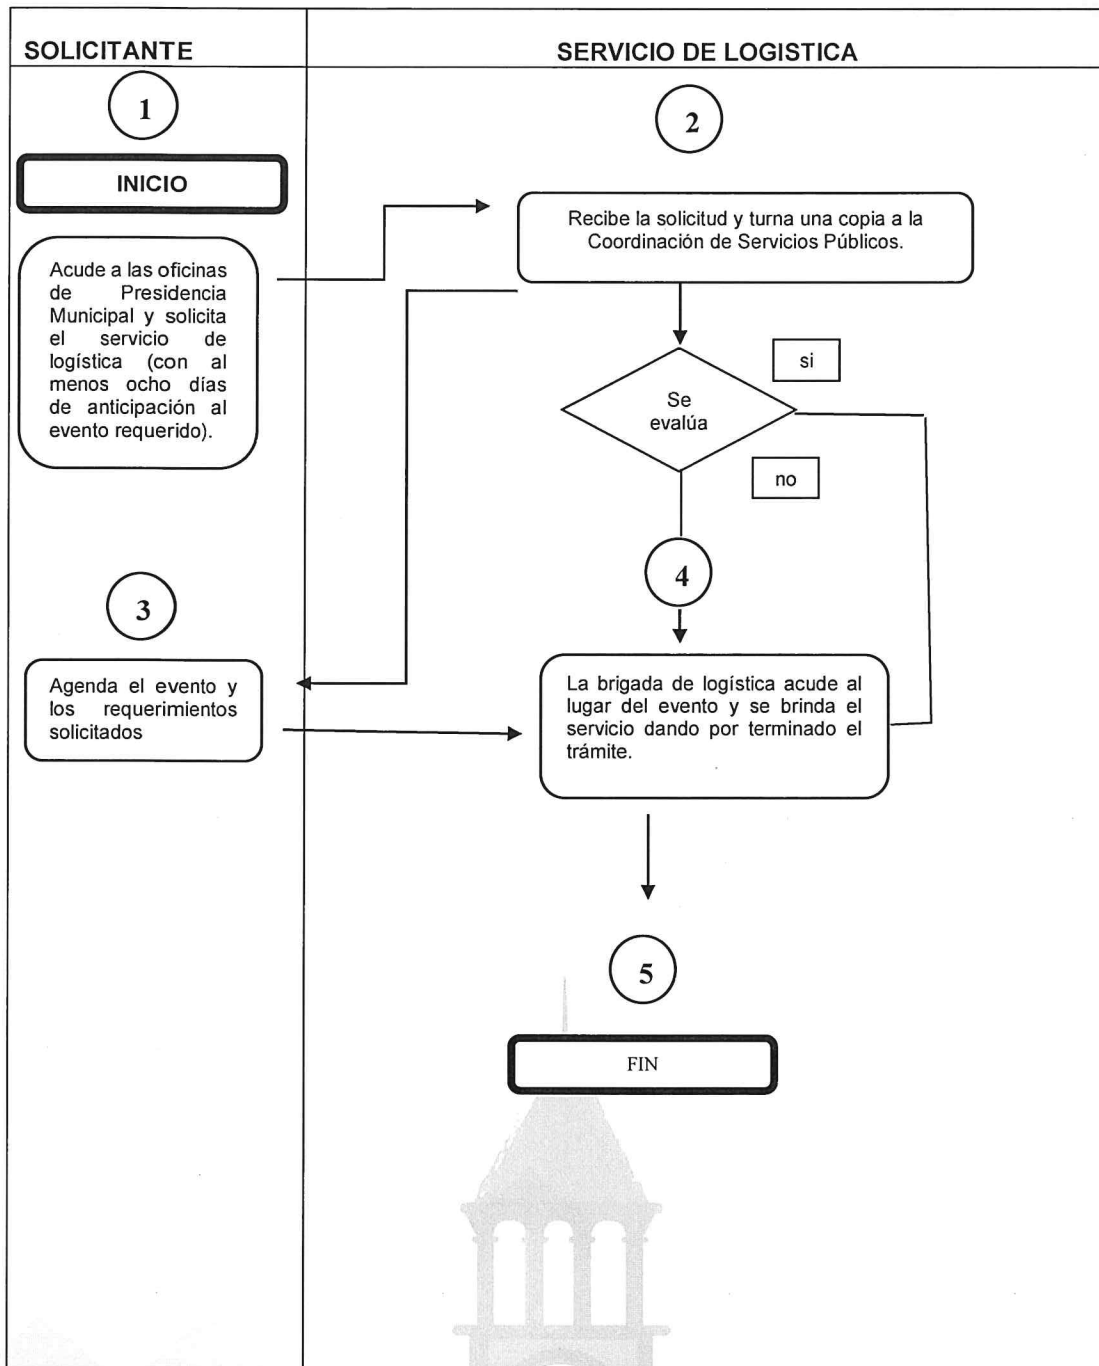 SOLICITANTE
SERVICIO DE LOGISTICA
1
2
INICIO
Recibe la solicitud y turna una copia a la
Coordinación de Servicios Públicos.
Acude a las oficinas
de Presidencia
Municipal y solicita
el servicio de
logística (con al
menos ocho días
de anticipación al
evento requerido).
si
Se
evalúa
no
4
3
Agenda el evento y
los requerimientos
solicitados
La brigada de logística acude al
lugar del evento y se brinda el
servicio dando por terminado el
trámite.
5
FIN